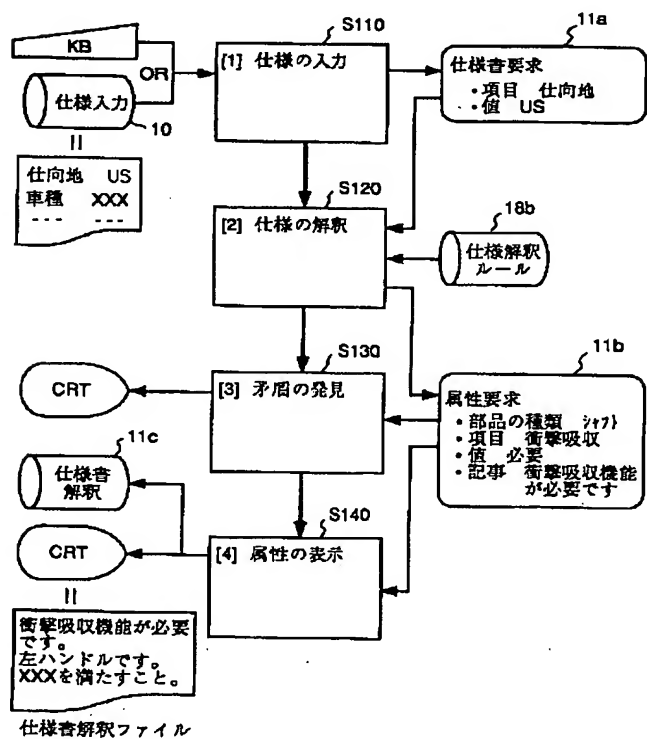 S110
11a
KB
OR
[1] 仕様の入力
仕様書要求
・項目 仕向地
・値 US
仕様入力
10
=
仕向地 US
車種 XXX
--- ---
S120
[2] 仕様の解釈
18b
仕様解釈
ルール
S130
11b
CRT
[3] 矛盾の発見
属性要求
・部品の種類 シャフト
・項目 衝撃吸収
・値 必要
・記事 衝撃吸収機能
が必要です
11c
仕様書
解釈
S140
CRT
[4] 属性の表示
=
衝撃吸収機能が必要
です。
左ハンドルです。
XXXを満たすこと。
仕様書解釈ファイル